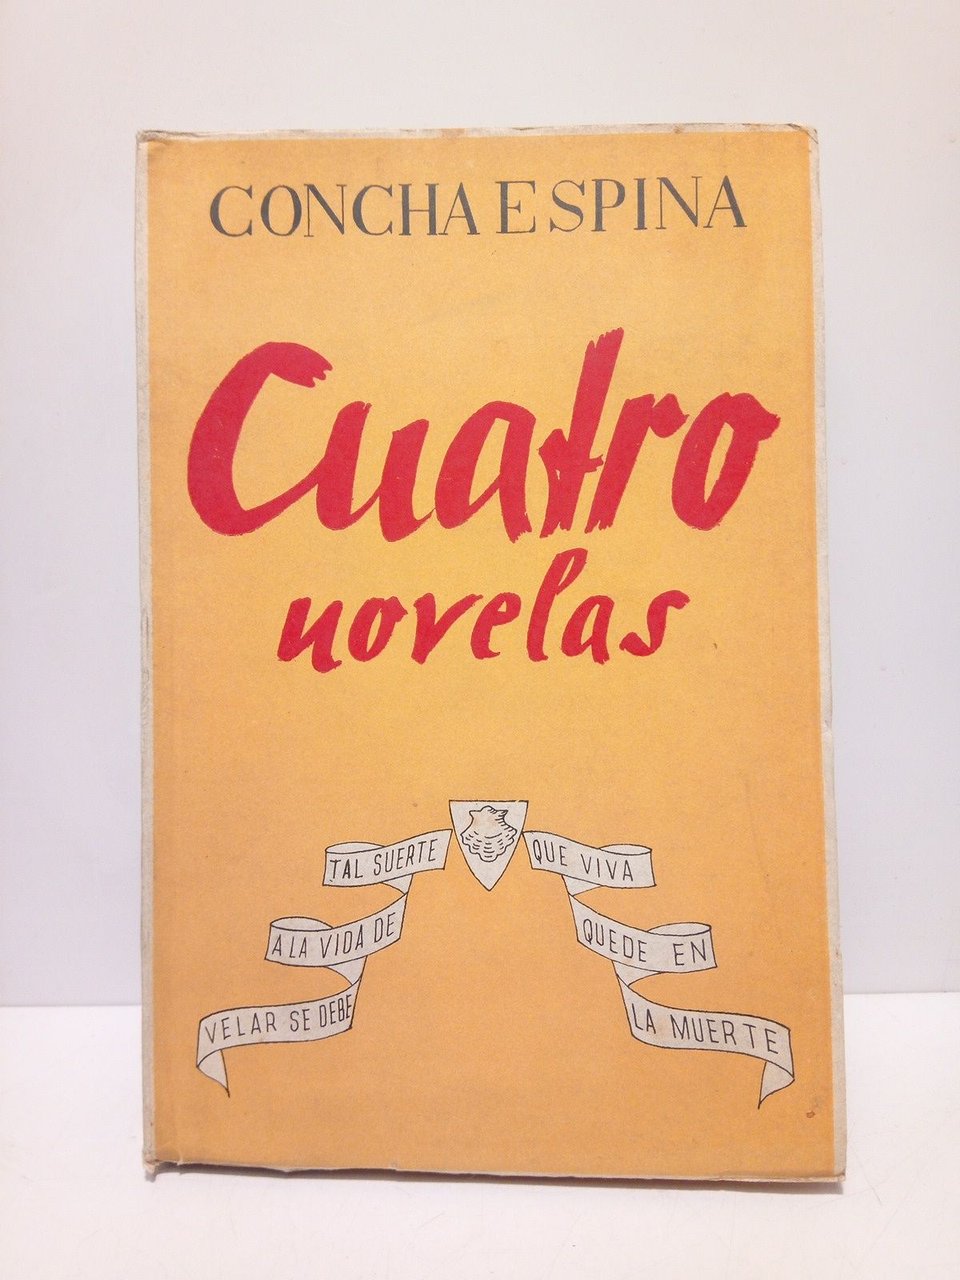 CONCHA ESPINA
Cuatro
novelas
VELAR SE DEBE
A LA VIDA DE
TAL SUERTE
QUE VIVA
QUEDE EN
LA MUERTE